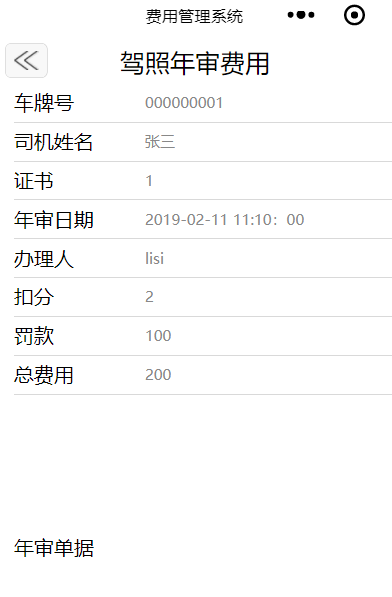 费用管理系统
驾照年审费用
车牌号 000000001
司机姓名 张三
证书 1
年审日期 2019-02-11 11:10：00
办理人 lisi
扣分 2
罚款 100
总费用 200
年审单据